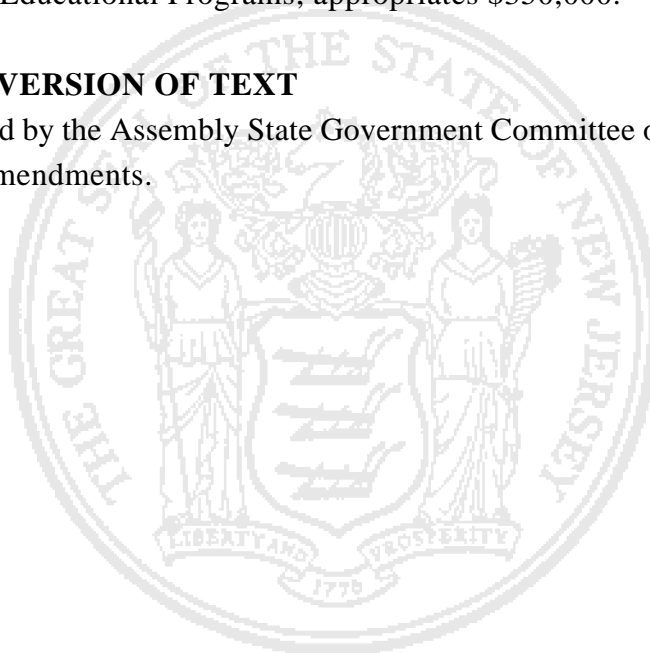 Educational Programs; appropriates $350,000.
VERSION OF TEXT
d by the Assembly State Government Committee o
mendments.
THE GREAT SEAL OF THE STATE OF NEW JERSEY
LIBERTY AND PROSPERITY
1776